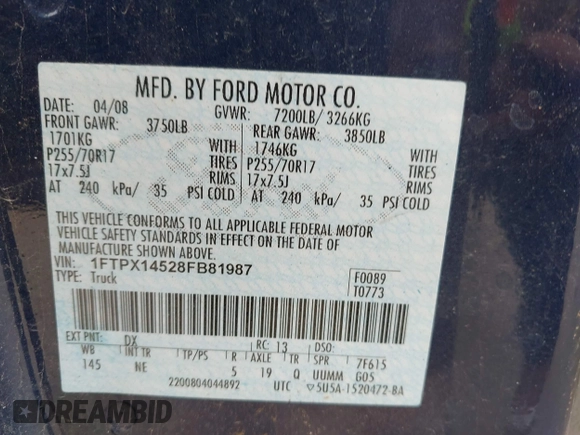 MFD. BY FORD MOTOR CO.
DATE: 04/08 GVWR: 7200LB/ 3266KG
FRONT GAWR: 3750LB REAR GAWR: 3850LB
1701KG WITH 1746KG WITH
P255/70R17 TIRES P255/70R17 TIRES
17x7.5J RIMS 17x7.5J RIMS
AT 240 kPa/ 35 PSI COLD AT 240 kPa/ 35 PSI COLD
THIS VEHICLE CONFORMS TO ALL APPLICABLE FEDERAL MOTOR
VEHICLE SAFETY STANDARDS IN EFFECT ON THE DATE OF
MANUFACTURE SHOWN ABOVE.
VIN: 1FTPX14528FB81987
TYPE: Truck
F0089
T0773
EXT PNT: DX RC: 13 DSO:
WB INT TR TP/PS R AXLE TR SPR 7F615
145 NE 5 19 Q UUMM G05
2200804044892 UTC 5U5A-1520472-BA
DREAMBID